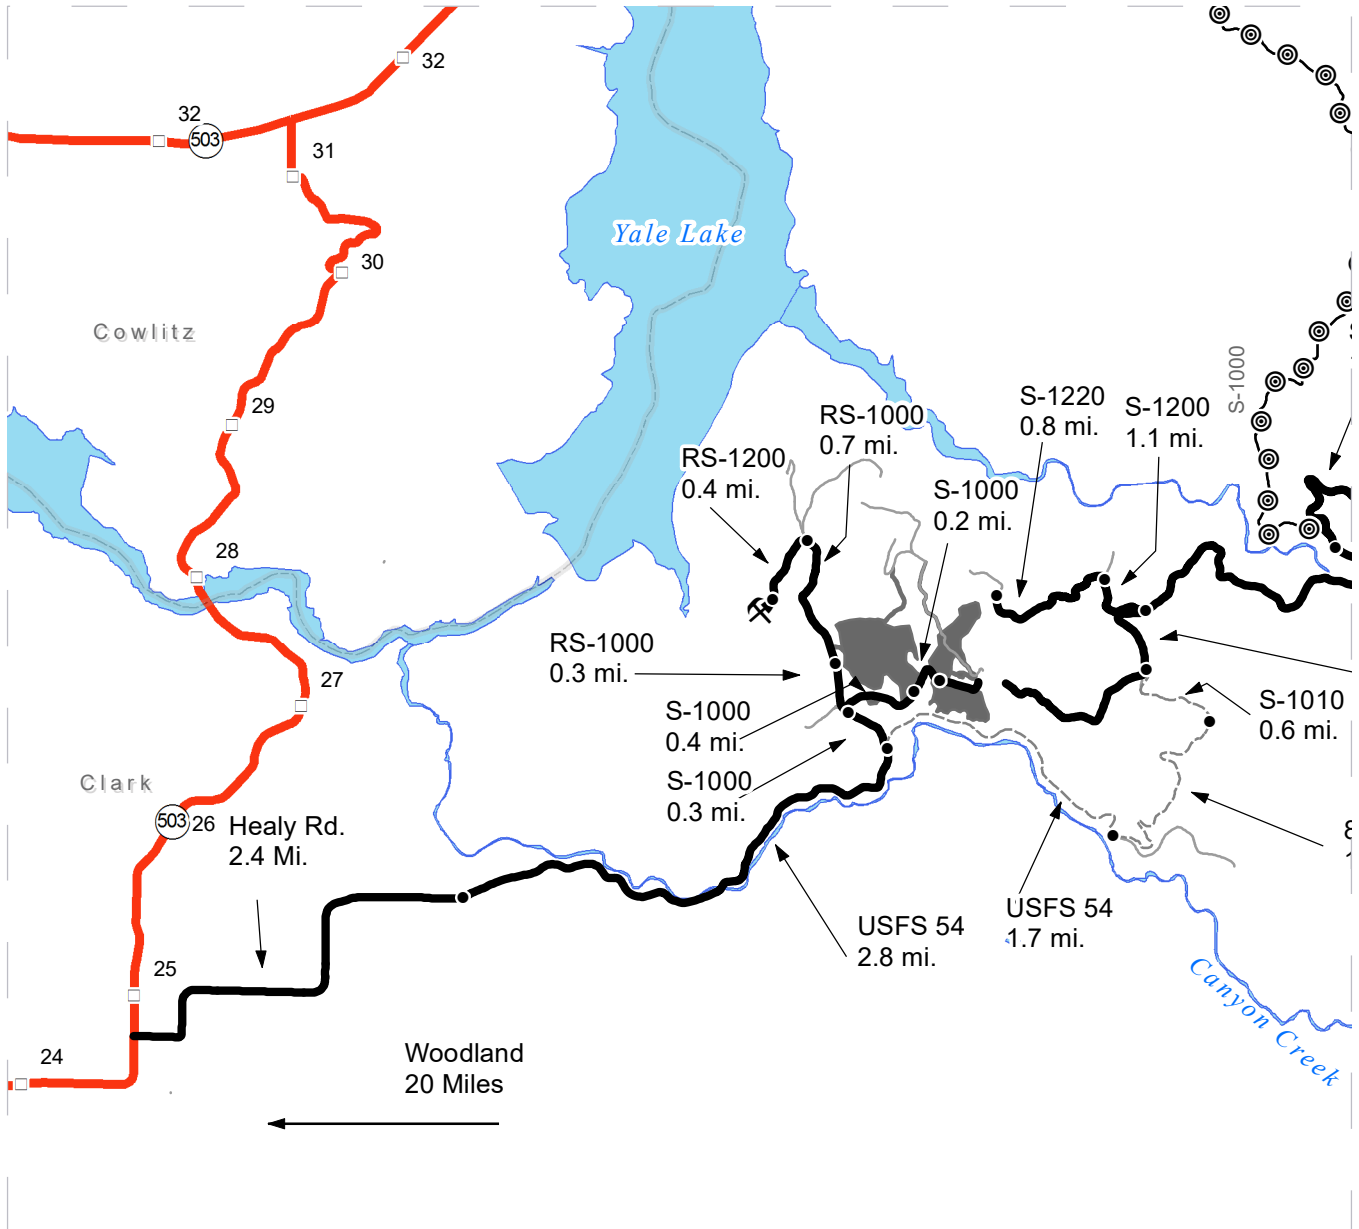 32
32
503
31
Yale Lake
30
Cowlitz
S-1000
29
RS-1000
0.7 mi.
S-1220
0.8 mi.
S-1200
1.1 mi.
RS-1200
0.4 mi.
S-1000
0.2 mi.
28
RS-1000
0.3 mi.
27
S-1000
0.4 mi.
S-1010
0.6 mi.
Clark
S-1000
0.3 mi.
503
26
Healy Rd.
2.4 Mi.
USFS 54
2.8 mi.
USFS 54
1.7 mi.
25
Canyon Creek
24
Woodland
20 Miles